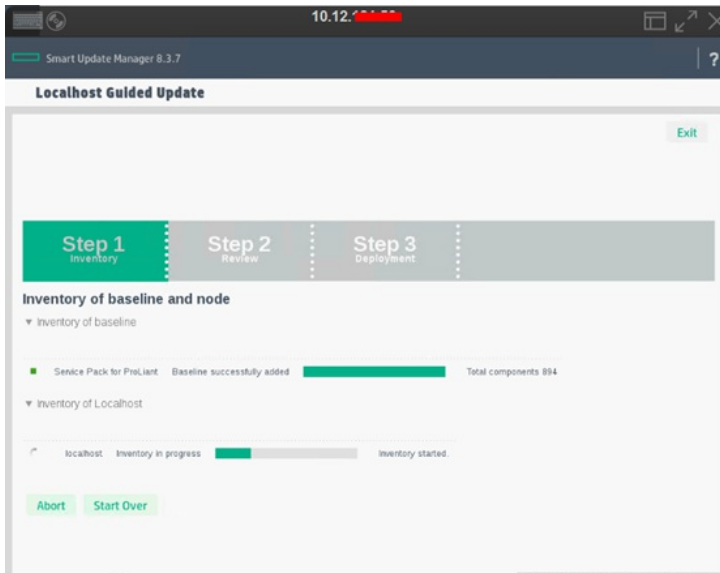 10.12.
Smart Update Manager 8.3.7
?
Localhost Guided Update
Exit
Step 1
Inventory
Step 2
Review
Step 3
Deployment
Inventory of baseline and node
Inventory of baseline
Service Pack for ProLiant Baseline successfully added Total components 894
Inventory of Localhost
localhost Inventory in progress Inventory started.
Abort Start Over